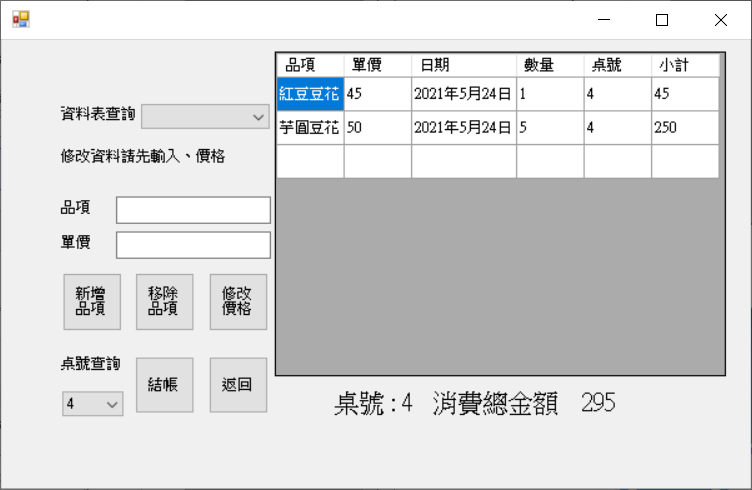 資料表查詢
修改資料請先輸入、價格
品項
單價
新增
品項
移除
品項
修改
價格
桌號查詢
4
結帳
返回
品項 單價 日期 數量 桌號 小計
紅豆豆花 45 2021年5月24日 1 4 45
芋圓豆花 50 2021年5月24日 5 4 250
桌號:4 消費總金額 295